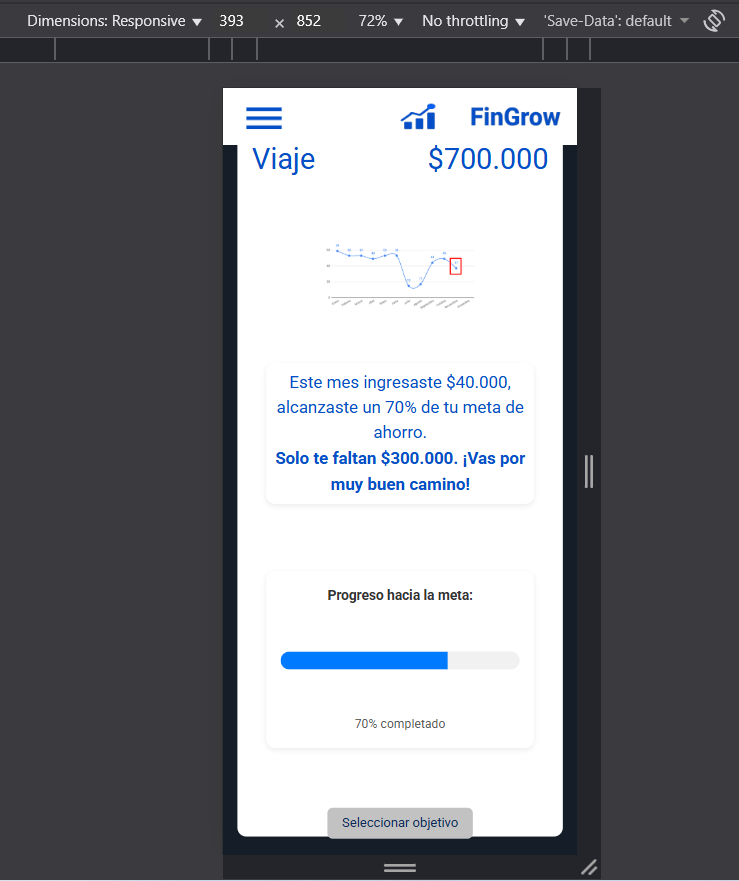 Dimensions: Responsive 393 × 852 72% No throttling 'Save-Data': default
FinGrow
Viaje $700.000
Este mes ingresaste $40.000,
alcanzaste un 70% de tu meta de
ahorro.
Solo te faltan $300.000. ¡Vas por
muy buen camino!
Progreso hacia la meta:
70% completado
Seleccionar objetivo